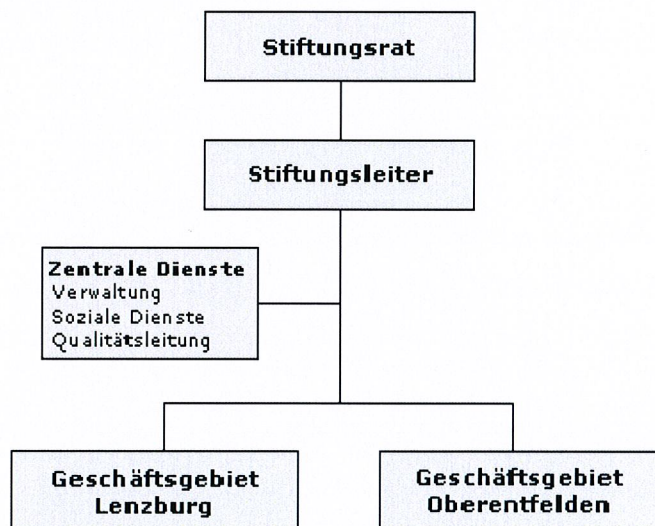 Stiftungsrat
Stiftungsleiter
Zentrale Dienste
Verwaltung
Soziale Dienste
Qualitätsleitung
Geschäftsgebiet
Lenzburg
Geschäftsgebiet
Oberentfelden